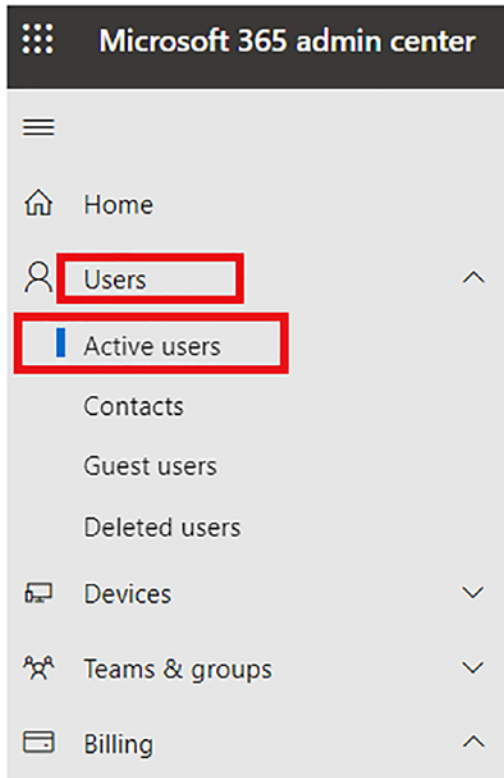 Microsoft 365 admin center
Home
Users
Active users
Contacts
Guest users
Deleted users
Devices
Teams & groups
Billing